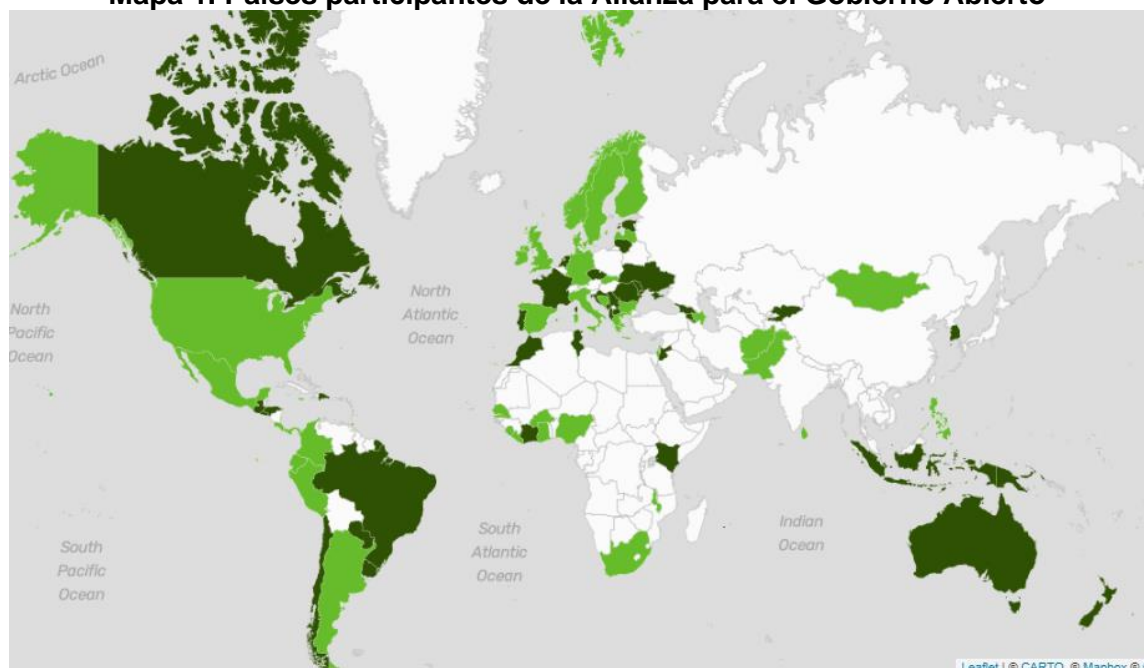 Mapa 1. Países participantes de la Alianza para el Gobierno Abierto
Arctic Ocean
North
Pacific
Ocean
North
Atlantic
Ocean
South
Pacific
Ocean
South
Atlantic
Ocean
Indian
Ocean
Leaflet | © CARTO, © Mapbox ©